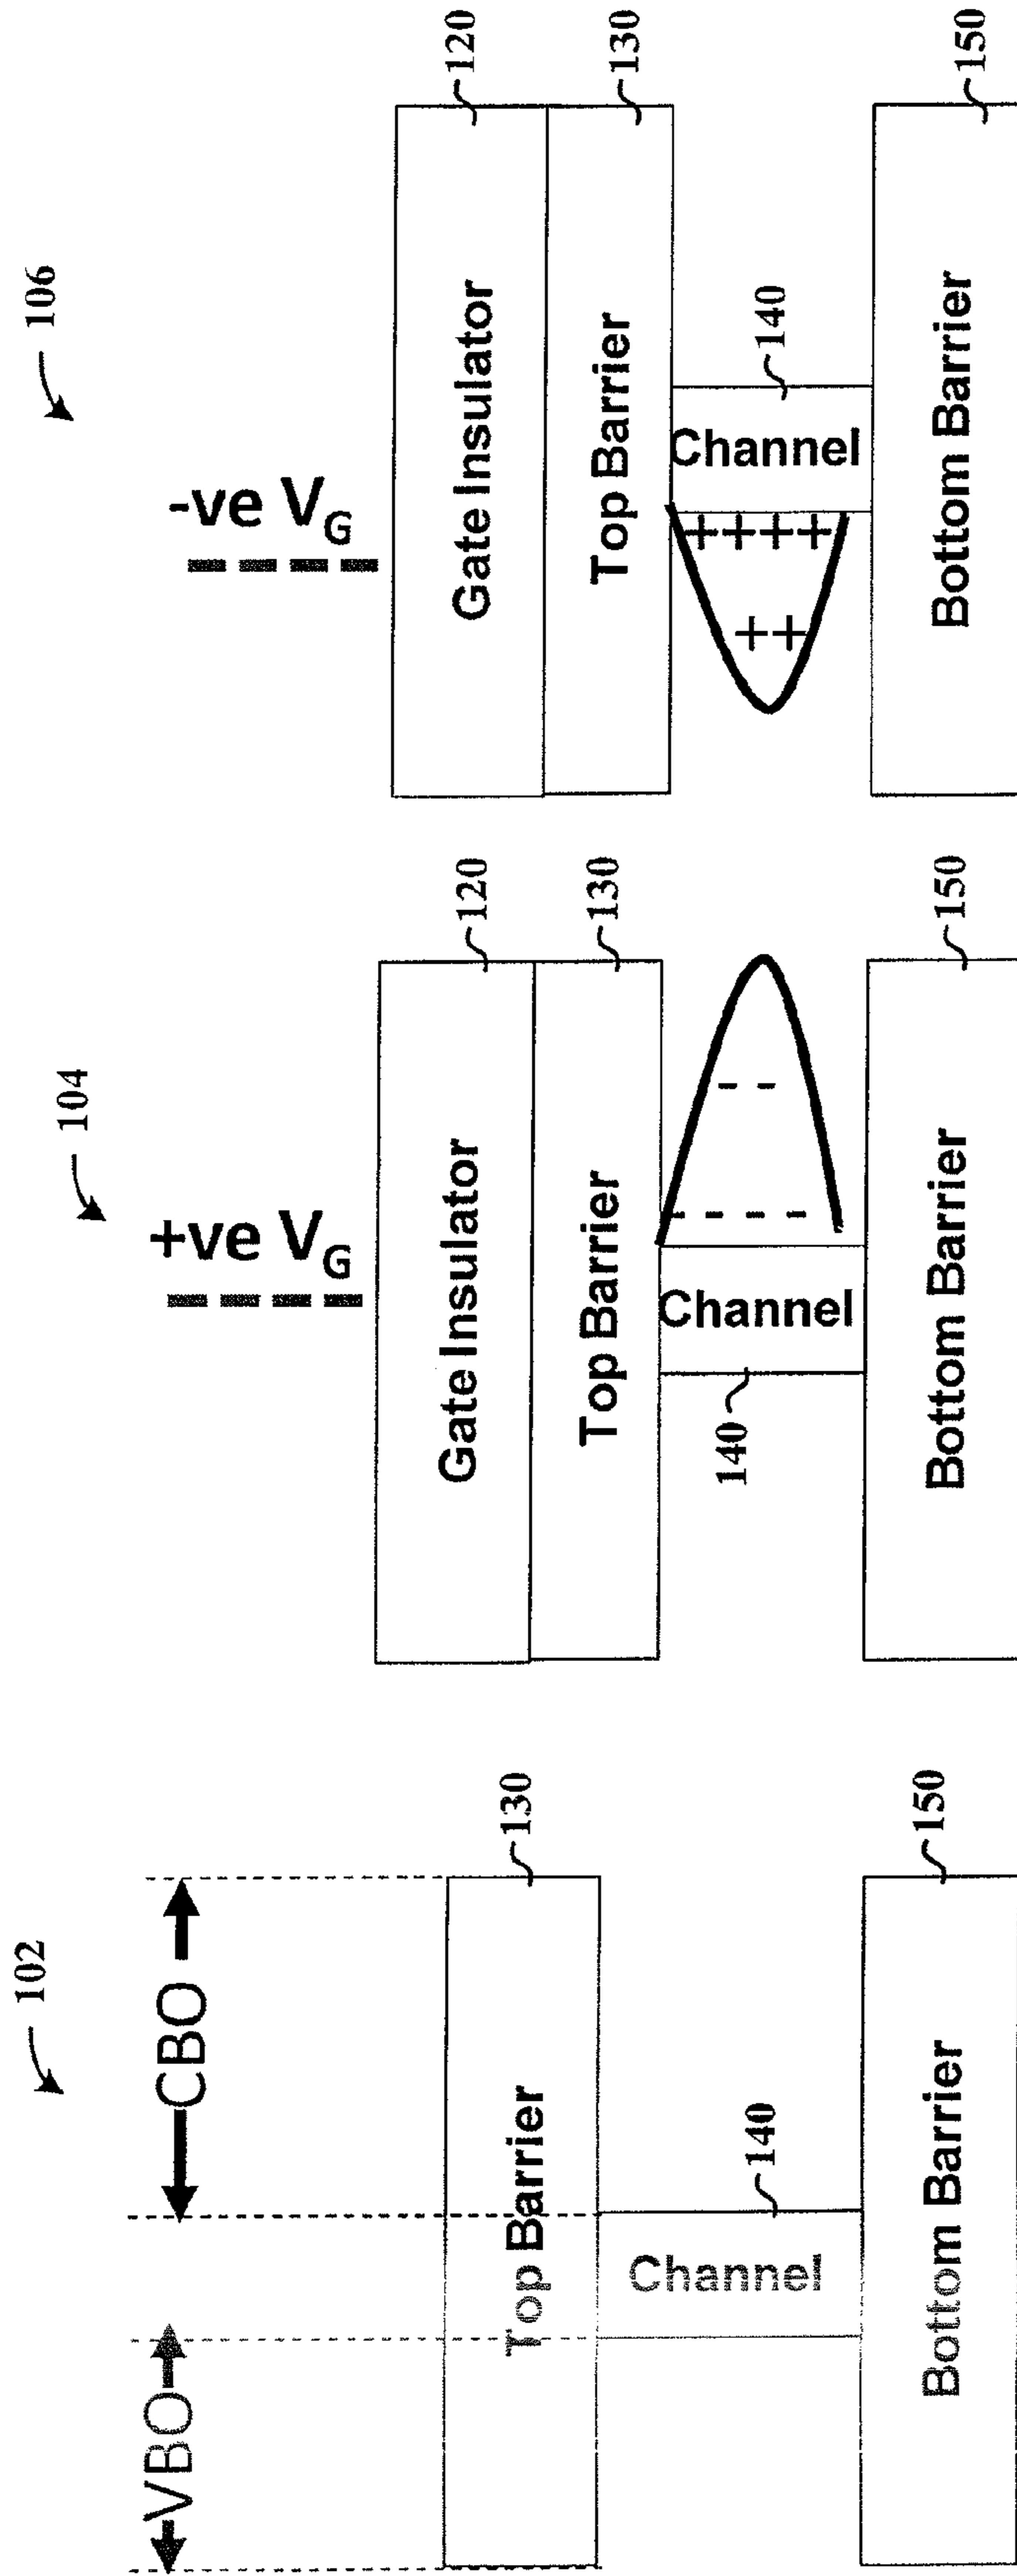 102
VBO
CBO
Top Barrier
130
Channel
140
Bottom Barrier
150
104
+ve VG
Gate Insulator
120
Top Barrier
130
- -
- - - -
Channel
140
Bottom Barrier
150
106
-ve VG
Gate Insulator
120
Top Barrier
130
++
++++
Channel
140
Bottom Barrier
150